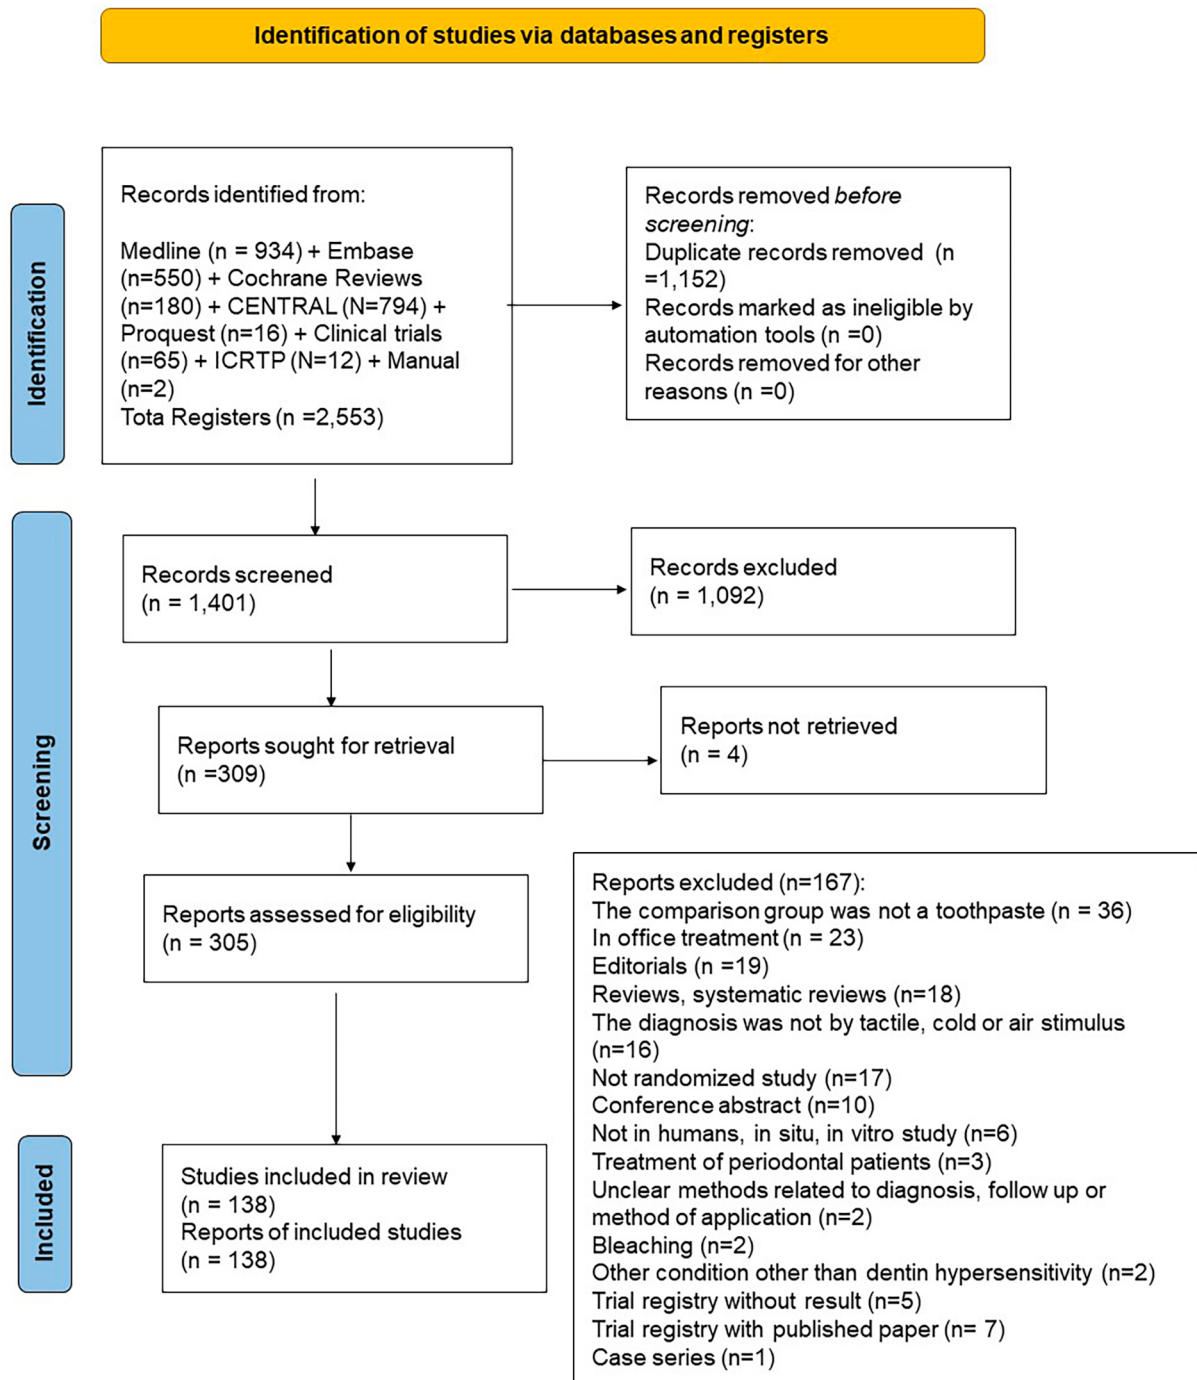 Identification of studies via databases and registers
Identification
Records identified from:
Medline (n = 934) + Embase
(n=550) + Cochrane Reviews
(n=180) + CENTRAL (N=794) +
Proquest (n=16) + Clinical trials
(n=65) + ICRTP (N=12) + Manual
(n=2)
Tota Registers (n =2,553)
Records removed before
screening:
Duplicate records removed (n
=1,152)
Records marked as ineligible by
automation tools (n =0)
Records removed for other
reasons (n =0)
Screening
Records screened
(n = 1,401)
Records excluded
(n = 1,092)
Reports sought for retrieval
(n =309)
Reports not retrieved
(n = 4)
Reports assessed for eligibility
(n = 305)
Reports excluded (n=167):
The comparison group was not a toothpaste (n = 36)
In office treatment (n = 23)
Editorials (n =19)
Reviews, systematic reviews (n=18)
The diagnosis was not by tactile, cold or air stimulus
(n=16)
Not randomized study (n=17)
Conference abstract (n=10)
Not in humans, in situ, in vitro study (n=6)
Treatment of periodontal patients (n=3)
Unclear methods related to diagnosis, follow up or
method of application (n=2)
Bleaching (n=2)
Other condition other than dentin hypersensitivity (n=2)
Trial registry without result (n=5)
Trial registry with published paper (n= 7)
Case series (n=1)
Included
Studies included in review
(n = 138)
Reports of included studies
(n = 138)